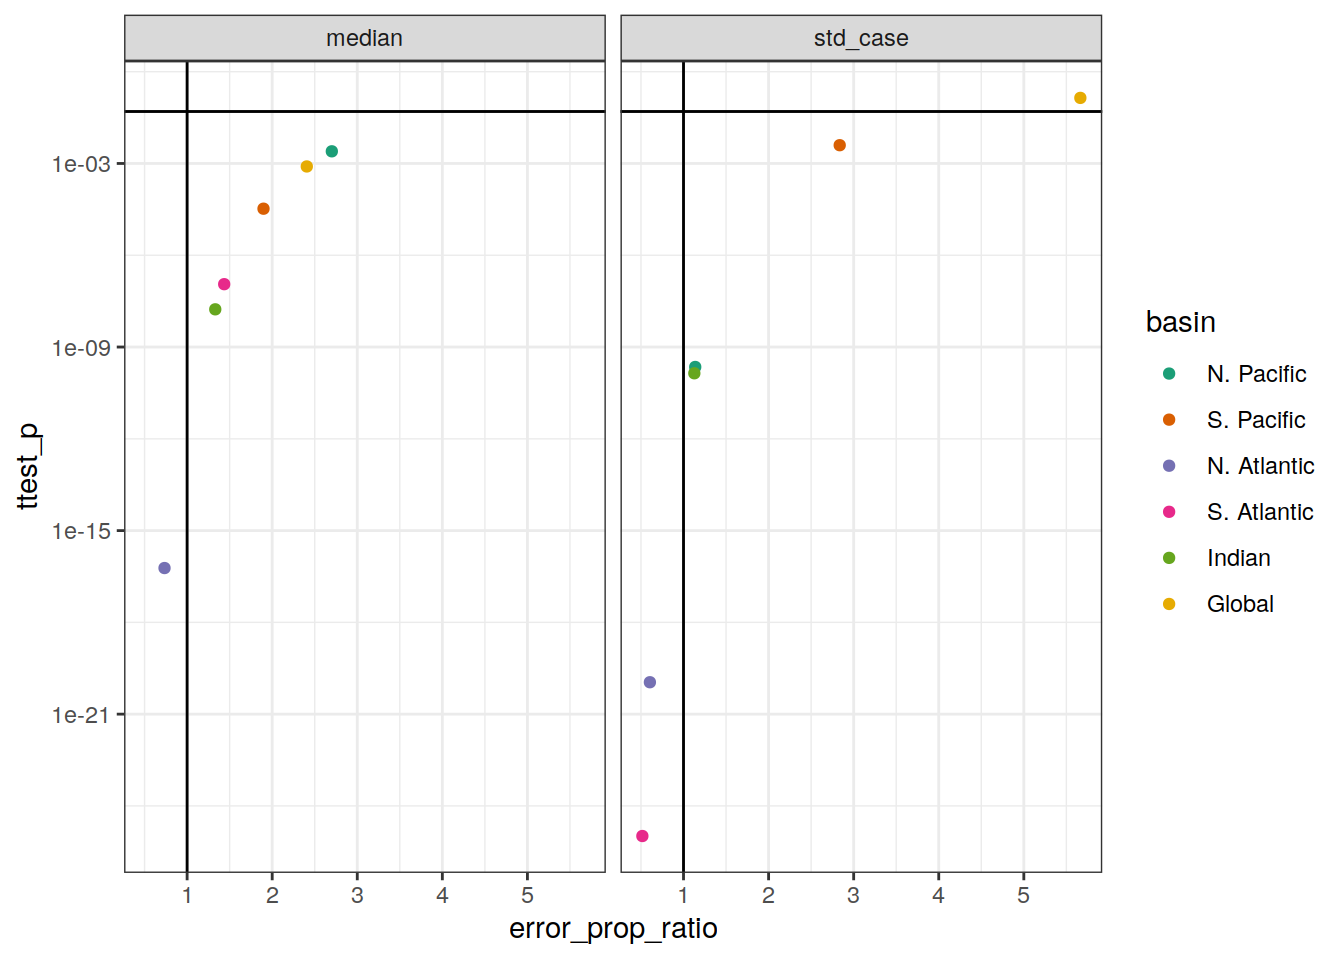 median
std_case
ttest_p
1e-03
1e-09
1e-15
1e-21
1 2 3 4 5
1 2 3 4 5
error_prop_ratio
basin
N. Pacific
S. Pacific
N. Atlantic
S. Atlantic
Indian
Global